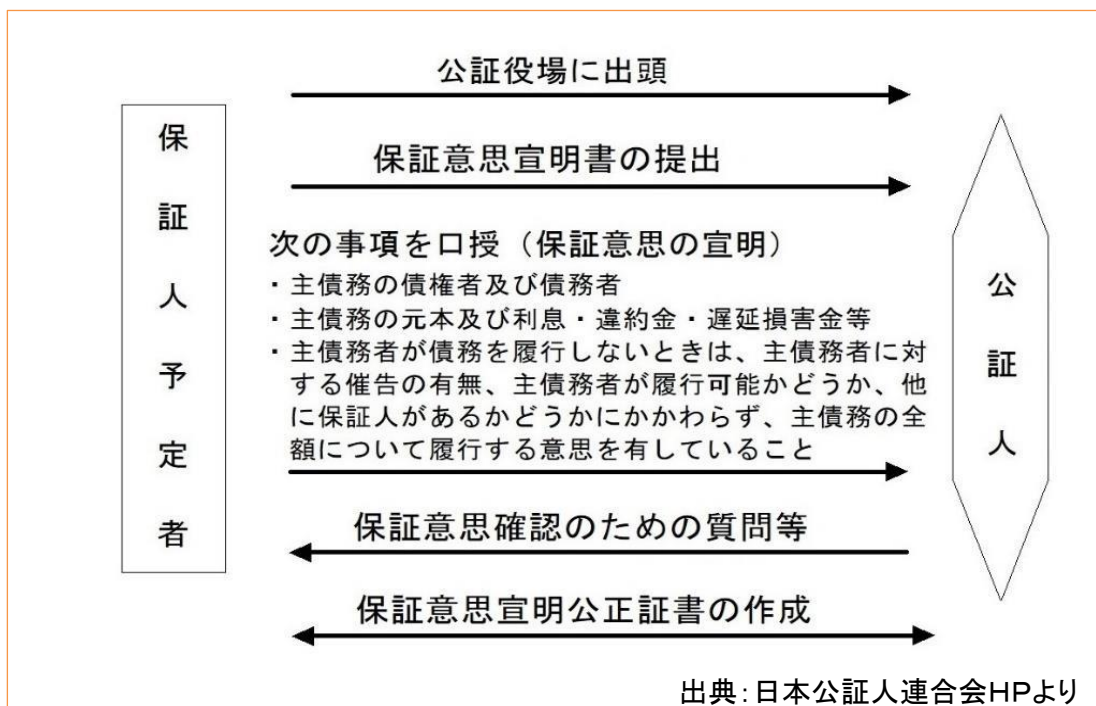 公証役場に出頭
保証意思宣明書の提出
保証人予定者
次の事項を口授（保証意思の宣明）
・主債務の債権者及び債務者
・主債務の元本及び利息・違約金・遅延損害金等
・主債務者が債務を履行しないときは、主債務者に対
する催告の有無、主債務者が履行可能かどうか、他
に保証人があるかどうかにかかわらず、主債務の全
額について履行する意思を有していること
公証人
保証意思確認のための質問等
保証意思宣明公正証書の作成
出典：日本公証人連合会HPより